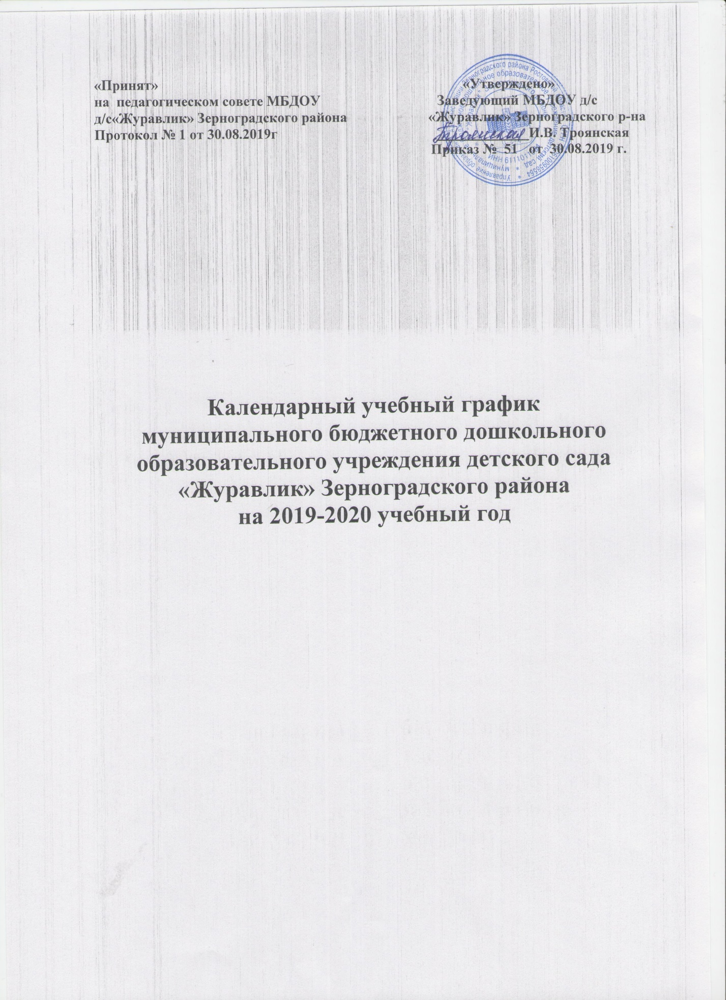 «Принят»
на педагогическом совете МБДОУ
д/с«Журавлик» Зерноградского района
Протокол № 1 от 30.08.2019г
«Утверждено»
Заведующий МБДОУ д/с
«Журавлик» Зерноградского р-на
Троянская И.В. Троянская
Приказ № 51 от 30.08.2019 г.
Календарный учебный график
муниципального бюджетного дошкольного
образовательного учреждения детского сада
«Журавлик» Зерноградского района
на 2019-2020 учебный год